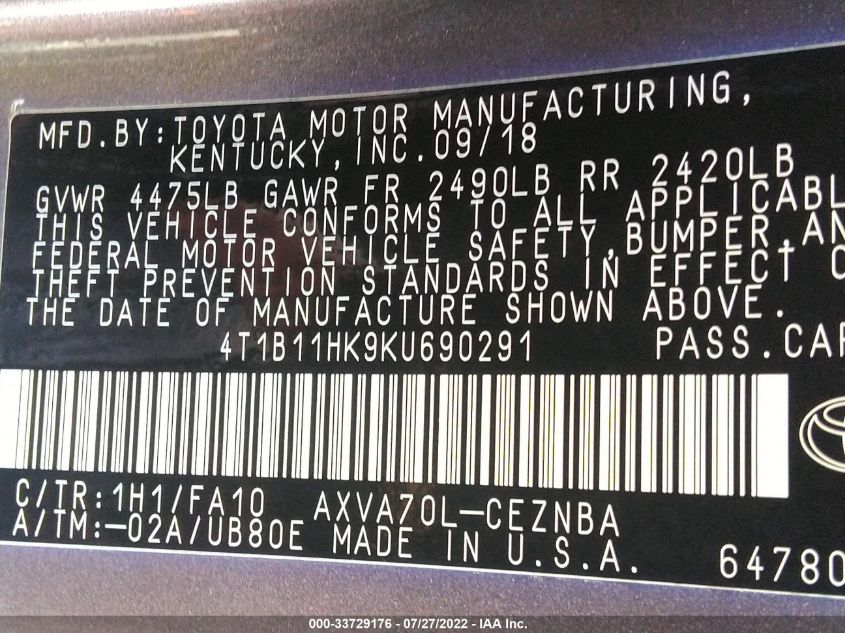 MFD.BY:TOYOTA MOTOR MANUFACTURING,
KENTUCKY,INC.09/18
GVWR 4475LB GAWR FR 2490LB RR 2420LB
THIS VEHICLE CONFORMS TO ALL APPLICABL
FEDERAL MOTOR VEHICLE SAFETY,BUMPER,AN
THEFT PREVENTION STANDARDS IN EFFECT O
THE DATE OF MANUFACTURE SHOWN ABOVE.
4T1B11HK9KU690291 PASS.CAR
C/TR:1H1/FA10 AXVA70L-CEZNBA
A/TM:-02A/UB80E MADE IN U.S.A.
64780
000-33729176 - 07/27/2022 - IAA Inc.